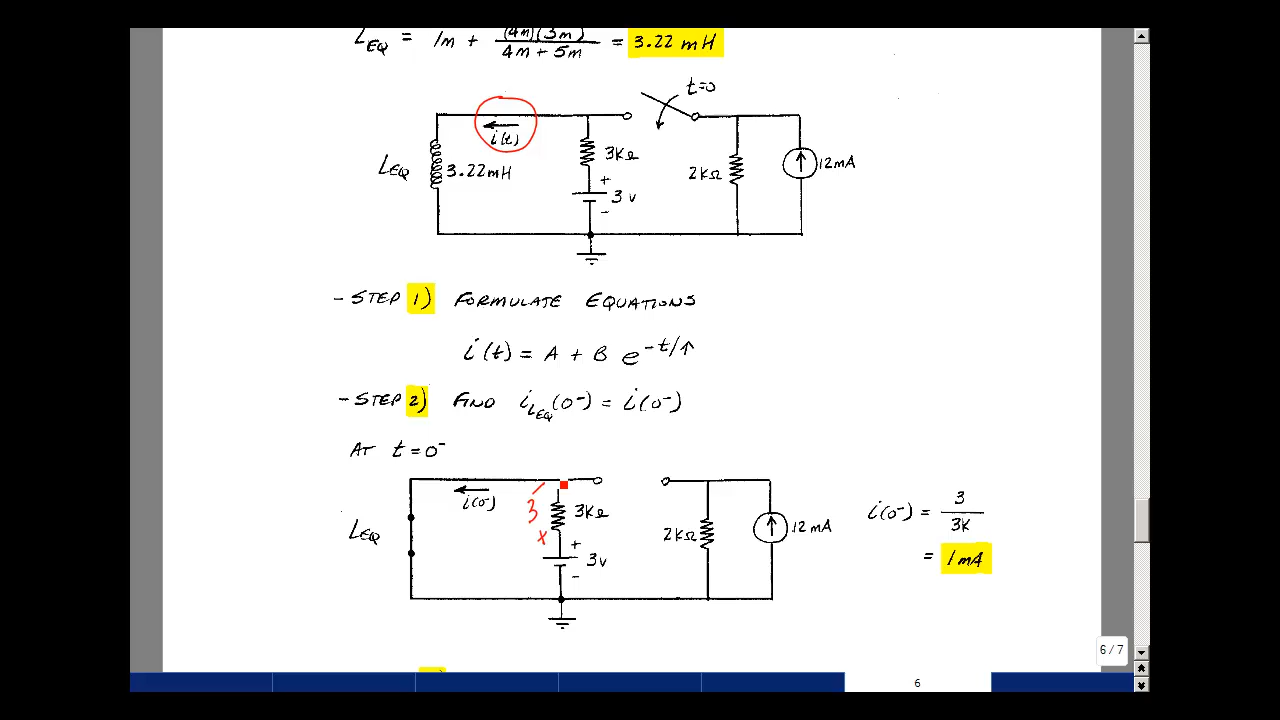 L_EQ = 1m + (4m)(5m) / 4m + 5m = 3.22 mH
t=0
i(t)
3KΩ
2KΩ
12mA
L_EQ
3.22mH
+
3v
-
- STEP 1) FORMULATE EQUATIONS
i(t) = A + B e^-t/τ
- STEP 2) FIND i_LEQ(0-) = i(0-)
AT t = 0-
i(0-)
3
3KΩ
x
L_EQ
+
3v
-
2KΩ
12mA
i(0-) = 3 / 3K
= 1mA
6/7
6